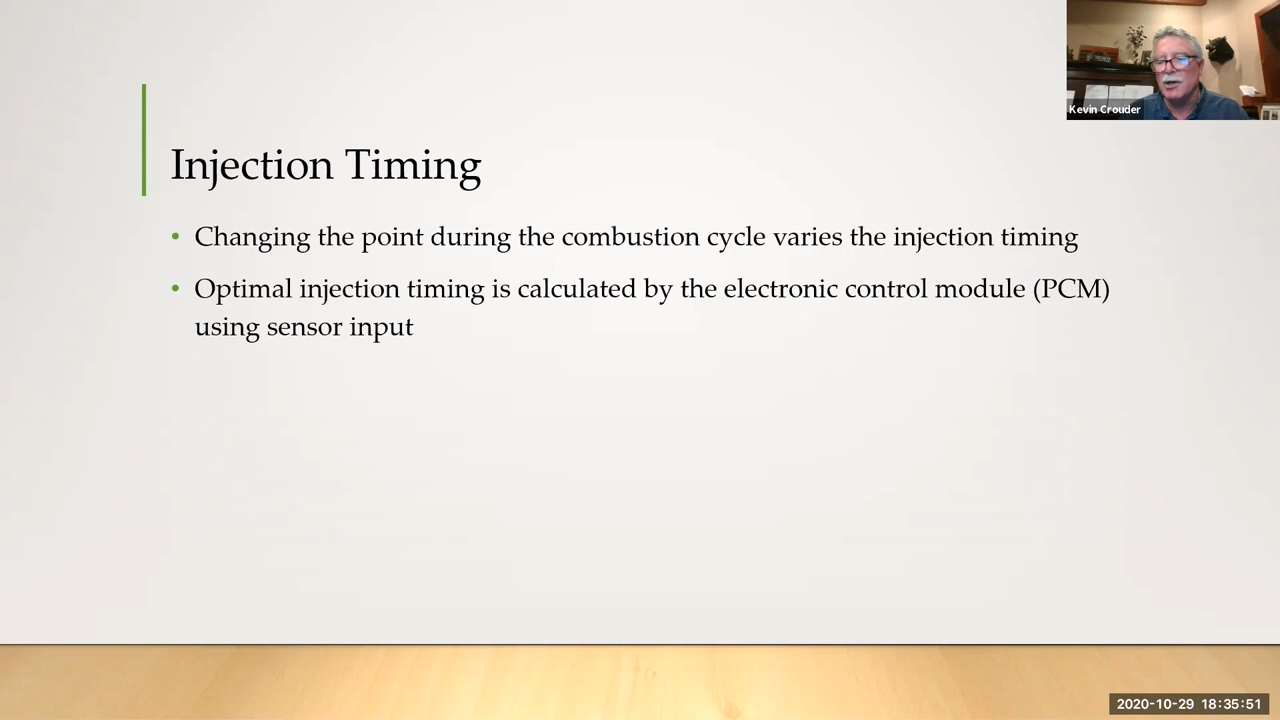 Kevin Crouder
Injection Timing
• Changing the point during the combustion cycle varies the injection timing
• Optimal injection timing is calculated by the electronic control module (PCM)
using sensor input
2020-10-29 18:35:51